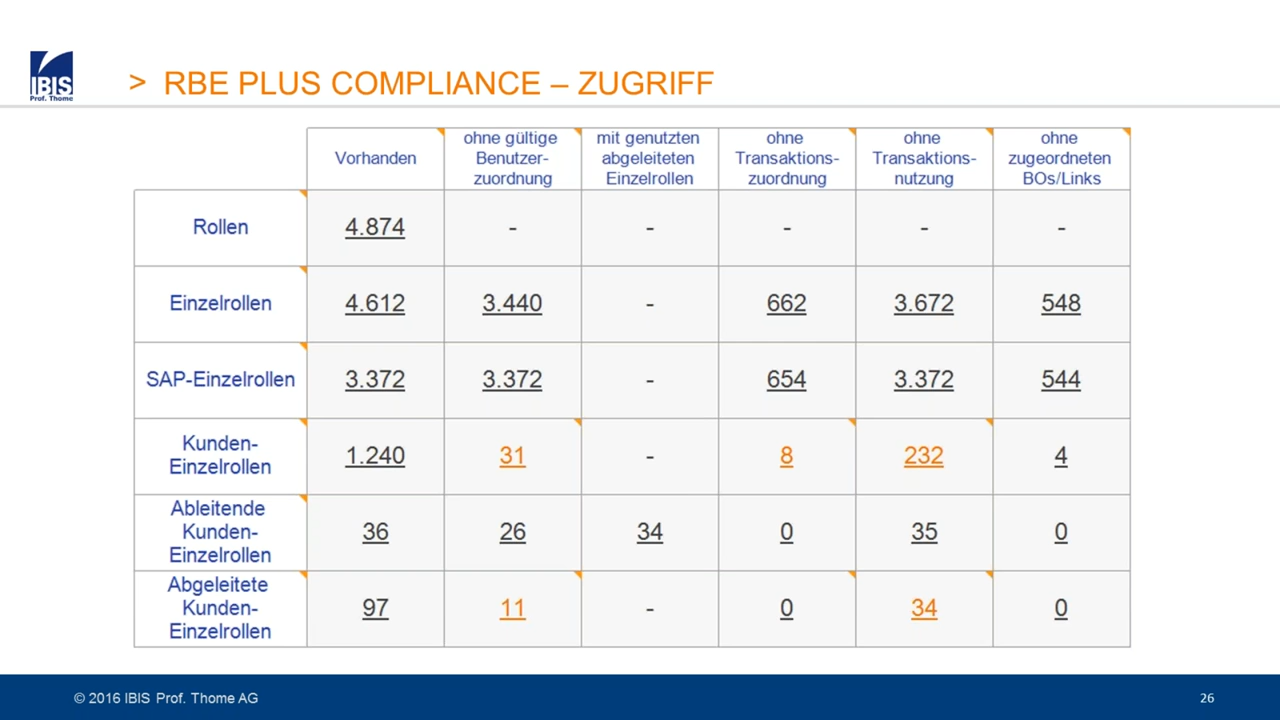 IBIS
Prof. Thome
> RBE PLUS COMPLIANCE – ZUGRIFF
Vorhanden
ohne gültige
Benutzer-
zuordnung
mit genutzten
abgeleiteten
Einzelrollen
ohne
Transaktions-
zuordnung
ohne
Transaktions-
nutzung
ohne
zugeordneten
BOs/Links
Rollen
4.874
-
-
-
-
-
Einzelrollen
4.612
3.440
-
662
3.672
548
SAP-Einzelrollen
3.372
3.372
-
654
3.372
544
Kunden-
Einzelrollen
1.240
31
-
8
232
4
Ableitende
Kunden-
Einzelrollen
36
26
34
0
35
0
Abgeleitete
Kunden-
Einzelrollen
97
11
-
0
34
0
© 2016 IBIS Prof. Thome AG
26